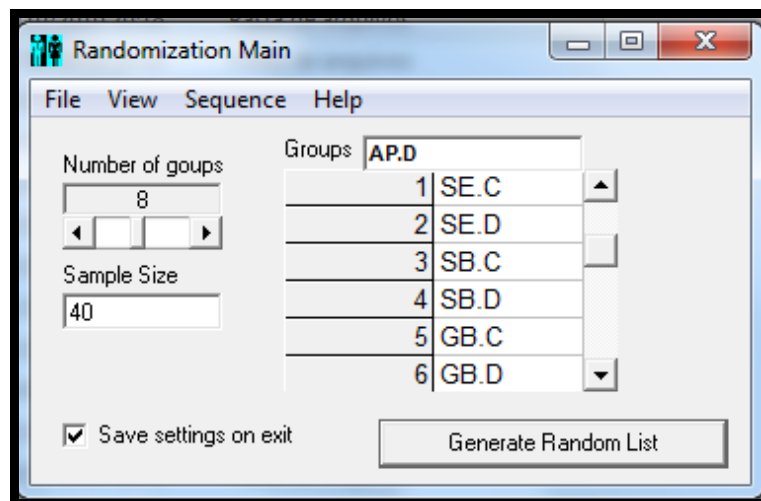 Randomization Main
File View Sequence Help
Number of goups
8
Sample Size
40
Groups AP.D
1 SE.C
2 SE.D
3 SB.C
4 SB.D
5 GB.C
6 GB.D
Save settings on exit
Generate Random List